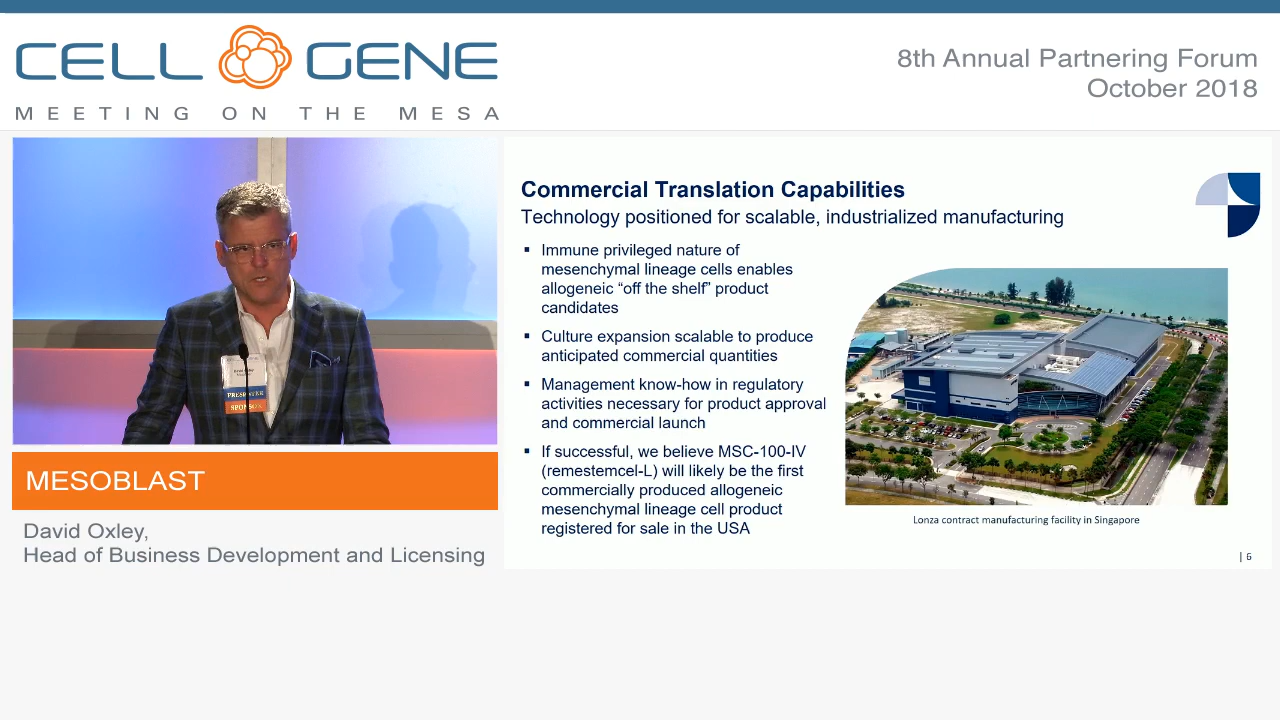 CELL GENE
MEETING ON THE MESA
8th Annual Partnering Forum
October 2018
PRESENTER
SPONSOR
MESOBLAST
David Oxley,
Head of Business Development and Licensing
Commercial Translation Capabilities
Technology positioned for scalable, industrialized manufacturing
▪ Immune privileged nature of
mesenchymal lineage cells enables
allogeneic “off the shelf” product
candidates
▪ Culture expansion scalable to produce
anticipated commercial quantities
▪ Management know-how in regulatory
activities necessary for product approval
and commercial launch
▪ If successful, we believe MSC-100-IV
(remestemcel-L) will likely be the first
commercially produced allogeneic
mesenchymal lineage cell product
registered for sale in the USA
Lonza contract manufacturing facility in Singapore
| 6